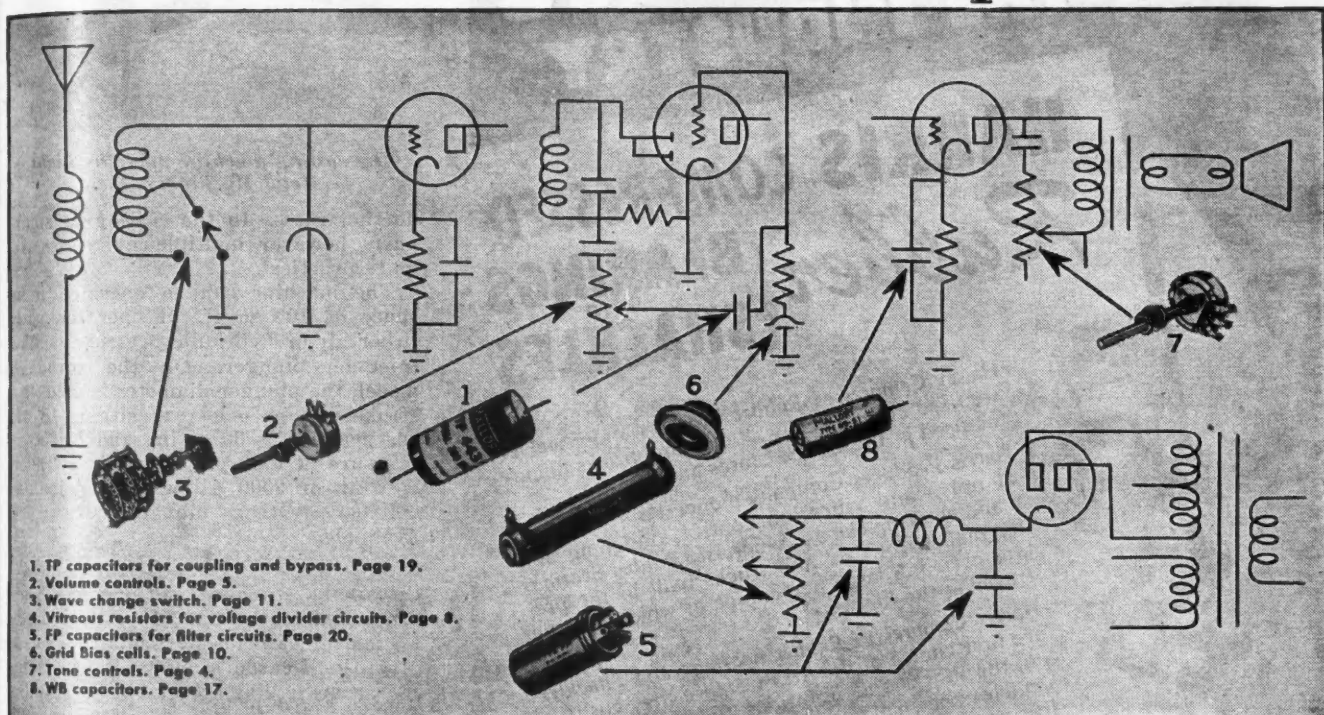 1
2
3
4
5
6
7
8
MALLORY
1. TP capacitors for coupling and bypass. Page 19.
2. Volume controls. Page 5.
3. Wave change switch. Page 11.
4. Vitreous resistors for voltage divider circuits. Page 8.
5. FP capacitors for filter circuits. Page 20.
6. Grid Bias cells. Page 10.
7. Tone controls. Page 4.
8. WB capacitors. Page 17.